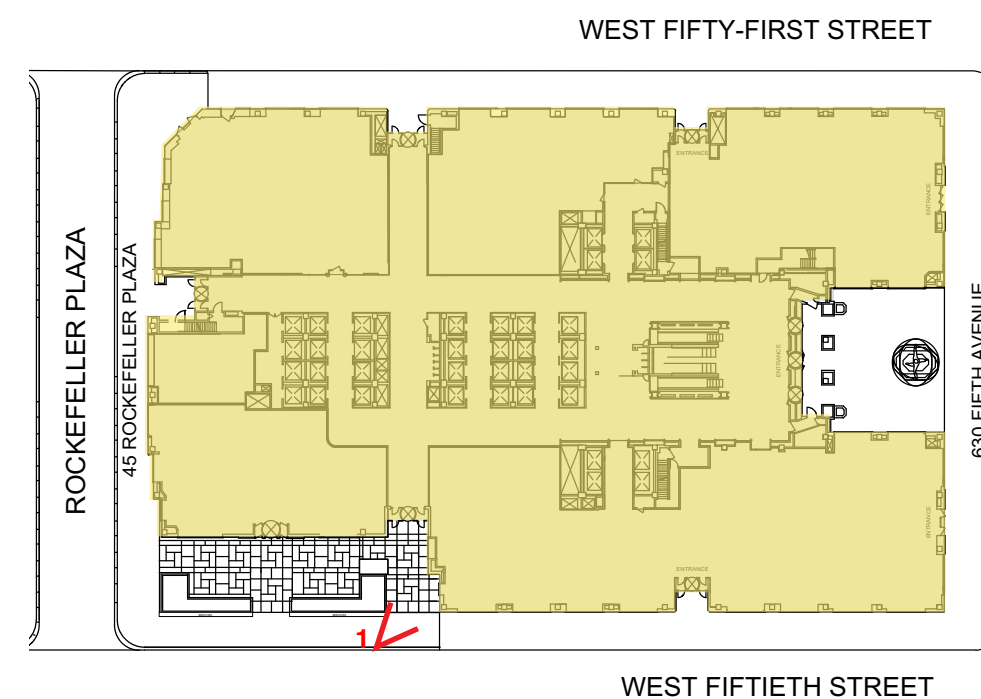 WEST FIFTY-FIRST STREET
ENTRANCE
ENTRANCE
ROCKEFELLER PLAZA
45 ROCKEFELLER PLAZA
ENTRANCE
630 FIFTH AVENUE
ENTRANCE
ENTRANCE
1
WEST FIFTIETH STREET